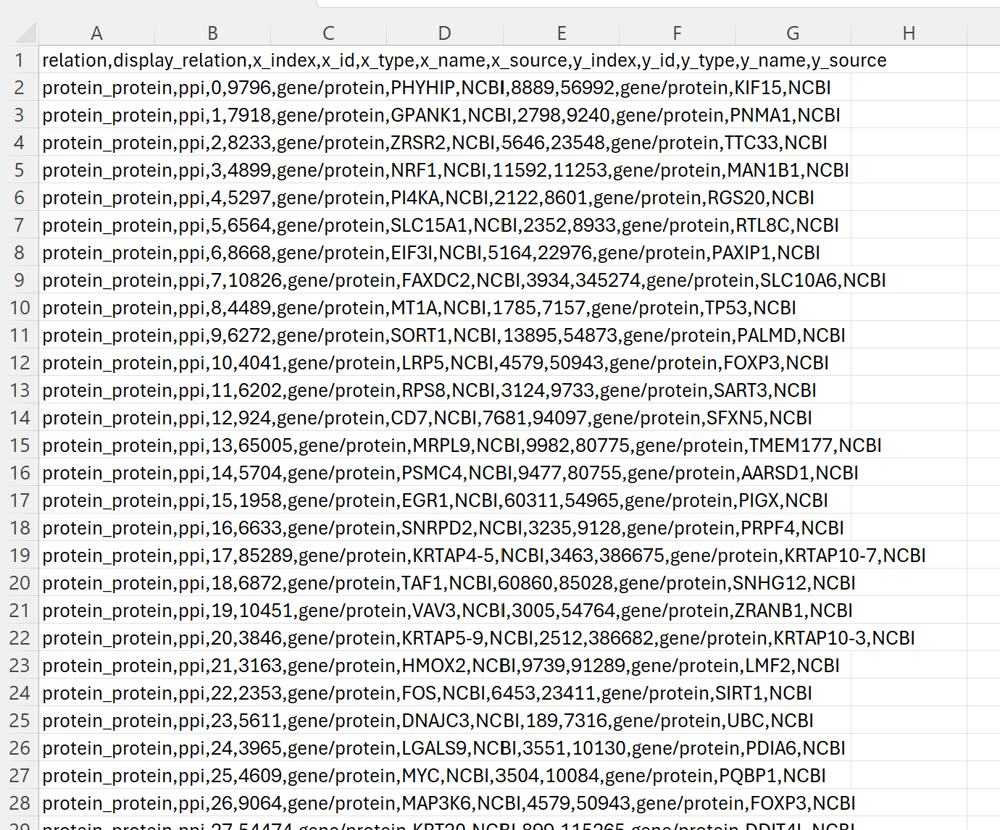 A B C D E F G H
1 relation,display_relation,x_index,x_id,x_type,x_name,x_source,y_index,y_id,y_type,y_name,y_source
2 protein_protein,ppi,0,9796,gene/protein,PHYHIP,NCBI,8889,56992,gene/protein,KIF15,NCBI
3 protein_protein,ppi,1,7918,gene/protein,GPANK1,NCBI,2798,9240,gene/protein,PNMA1,NCBI
4 protein_protein,ppi,2,8233,gene/protein,ZRSR2,NCBI,5646,23548,gene/protein,TTC33,NCBI
5 protein_protein,ppi,3,4899,gene/protein,NRF1,NCBI,11592,11253,gene/protein,MAN1B1,NCBI
6 protein_protein,ppi,4,5297,gene/protein,PI4KA,NCBI,2122,8601,gene/protein,RGS20,NCBI
7 protein_protein,ppi,5,6564,gene/protein,SLC15A1,NCBI,2352,8933,gene/protein,RTL8C,NCBI
8 protein_protein,ppi,6,8668,gene/protein,EIF3I,NCBI,5164,22976,gene/protein,PAXIP1,NCBI
9 protein_protein,ppi,7,10826,gene/protein,FAXDC2,NCBI,3934,345274,gene/protein,SLC10A6,NCBI
10 protein_protein,ppi,8,4489,gene/protein,MT1A,NCBI,1785,7157,gene/protein,TP53,NCBI
11 protein_protein,ppi,9,6272,gene/protein,SORT1,NCBI,13895,54873,gene/protein,PALMD,NCBI
12 protein_protein,ppi,10,4041,gene/protein,LRP5,NCBI,4579,50943,gene/protein,FOXP3,NCBI
13 protein_protein,ppi,11,6202,gene/protein,RPS8,NCBI,3124,9733,gene/protein,SART3,NCBI
14 protein_protein,ppi,12,924,gene/protein,CD7,NCBI,7681,94097,gene/protein,SFXN5,NCBI
15 protein_protein,ppi,13,65005,gene/protein,MRPL9,NCBI,9982,80775,gene/protein,TMEM177,NCBI
16 protein_protein,ppi,14,5704,gene/protein,PSMC4,NCBI,9477,80755,gene/protein,AARSD1,NCBI
17 protein_protein,ppi,15,1958,gene/protein,EGR1,NCBI,60311,54965,gene/protein,PIGX,NCBI
18 protein_protein,ppi,16,6633,gene/protein,SNRPD2,NCBI,3235,9128,gene/protein,PRPF4,NCBI
19 protein_protein,ppi,17,85289,gene/protein,KRTAP4-5,NCBI,3463,386675,gene/protein,KRTAP10-7,NCBI
20 protein_protein,ppi,18,6872,gene/protein,TAF1,NCBI,60860,85028,gene/protein,SNHG12,NCBI
21 protein_protein,ppi,19,10451,gene/protein,VAV3,NCBI,3005,54764,gene/protein,ZRANB1,NCBI
22 protein_protein,ppi,20,3846,gene/protein,KRTAP5-9,NCBI,2512,386682,gene/protein,KRTAP10-3,NCBI
23 protein_protein,ppi,21,3163,gene/protein,HMOX2,NCBI,9739,91289,gene/protein,LMF2,NCBI
24 protein_protein,ppi,22,2353,gene/protein,FOS,NCBI,6453,23411,gene/protein,SIRT1,NCBI
25 protein_protein,ppi,23,5611,gene/protein,DNAJC3,NCBI,189,7316,gene/protein,UBC,NCBI
26 protein_protein,ppi,24,3965,gene/protein,LGALS9,NCBI,3551,10130,gene/protein,PDIA6,NCBI
27 protein_protein,ppi,25,4609,gene/protein,MYC,NCBI,3504,10084,gene/protein,PQBP1,NCBI
28 protein_protein,ppi,26,9064,gene/protein,MAP3K6,NCBI,4579,50943,gene/protein,FOXP3,NCBI
29 protein_protein,ppi,27,54474,gene/protein,KRT20,NCBI,899,115265,gene/protein,DDIT4L,NCBI